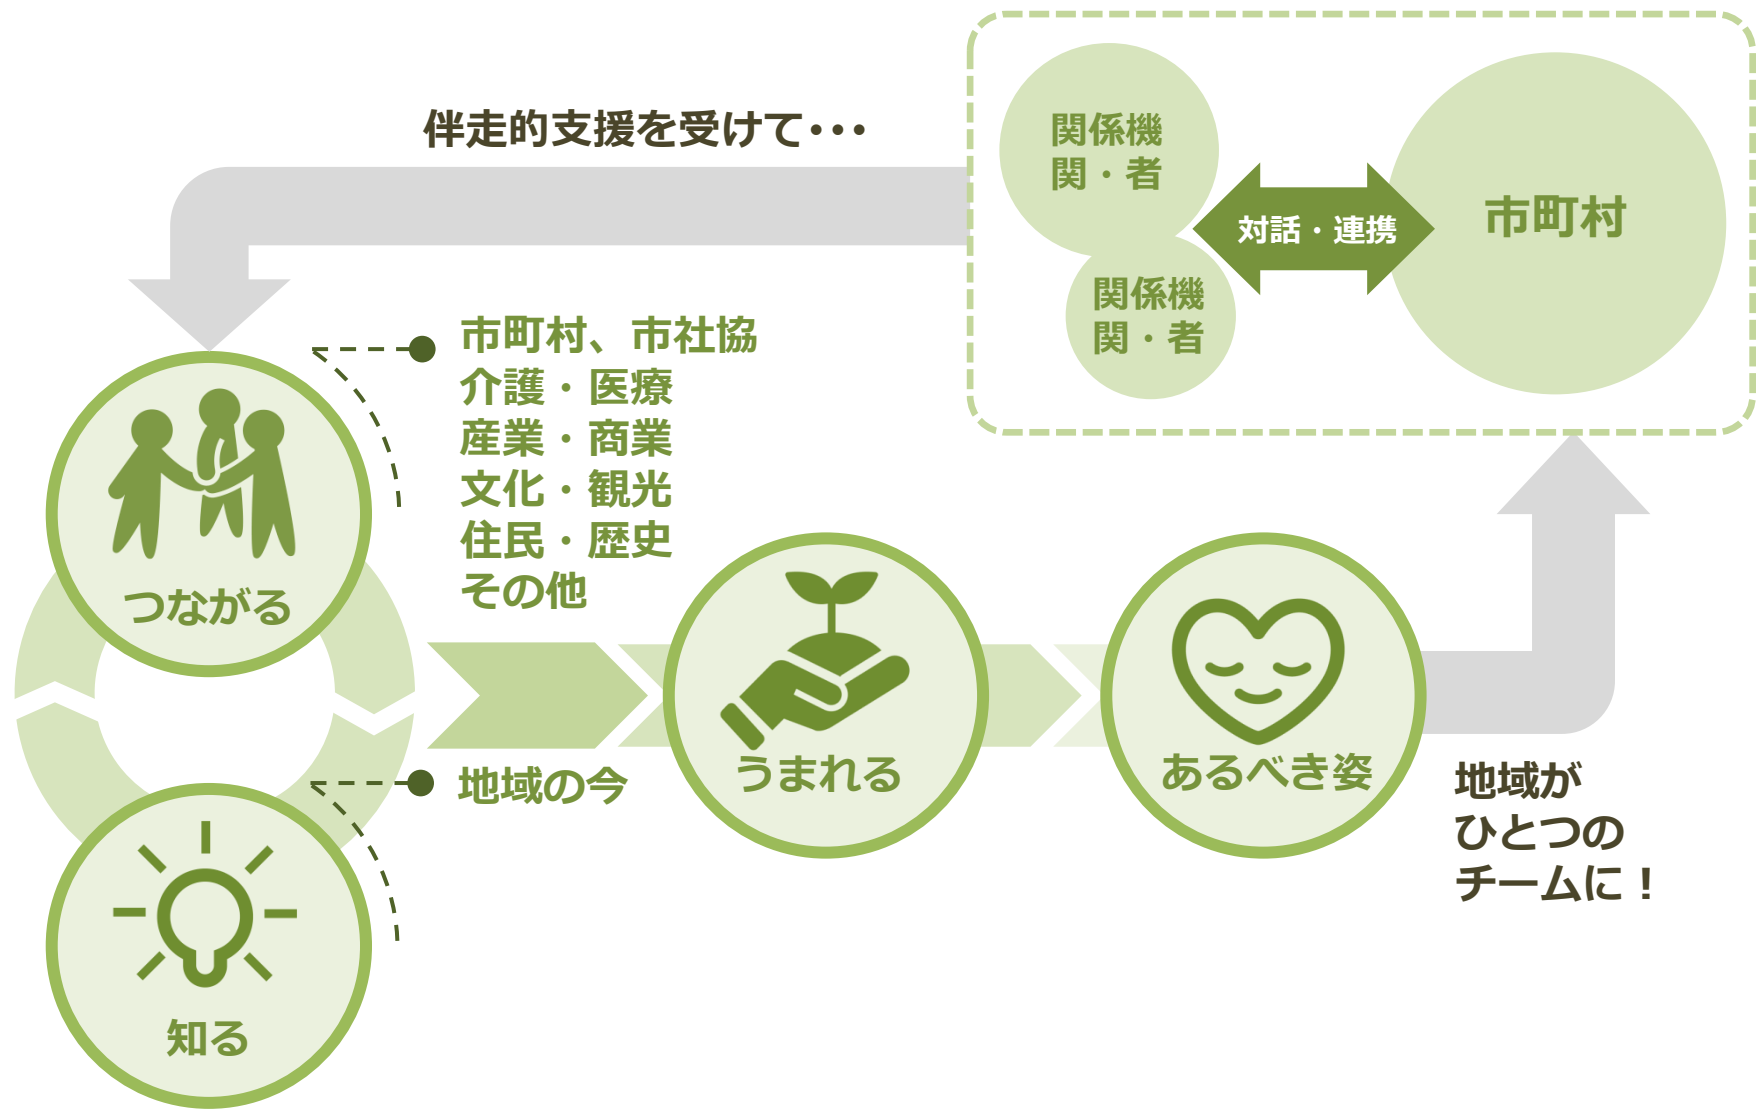 伴走的支援を受けて・・・
関係機
関・者
対話・連携
市町村
関係機
関・者
市町村、市社協
介護・医療
産業・商業
文化・観光
住民・歴史
その他
つながる
地域の今
知る
うまれる
あるべき姿
地域が
ひとつの
チームに！